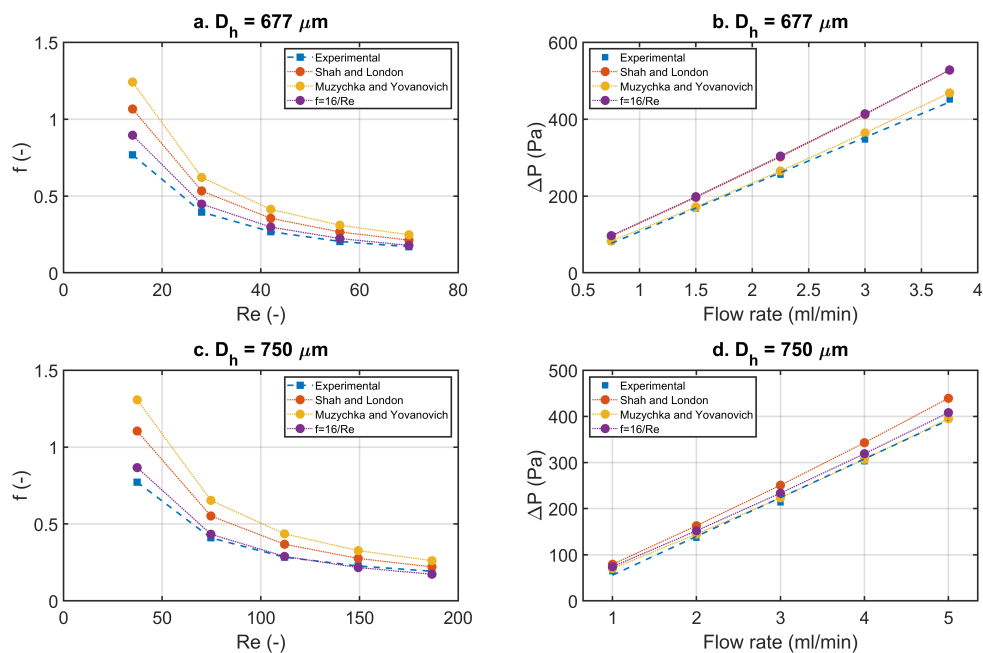 a. Dₕ = 677 μm
1.5
1
0.5
0
f (-)
0 20 40 60 80
Re (-)
Experimental
Shah and London
Muzychka and Yovanovich
f=16/Re
b. Dₕ = 677 μm
600
400
200
0
ΔP (Pa)
0.5 1 1.5 2 2.5 3 3.5 4
Flow rate (ml/min)
Experimental
Shah and London
Muzychka and Yovanovich
f=16/Re
c. Dₕ = 750 μm
1.5
1
0.5
0
f (-)
0 50 100 150 200
Re (-)
Experimental
Shah and London
Muzychka and Yovanovich
f=16/Re
d. Dₕ = 750 μm
500
400
300
200
100
0
ΔP (Pa)
1 2 3 4 5
Flow rate (ml/min)
Experimental
Shah and London
Muzychka and Yovanovich
f=16/Re